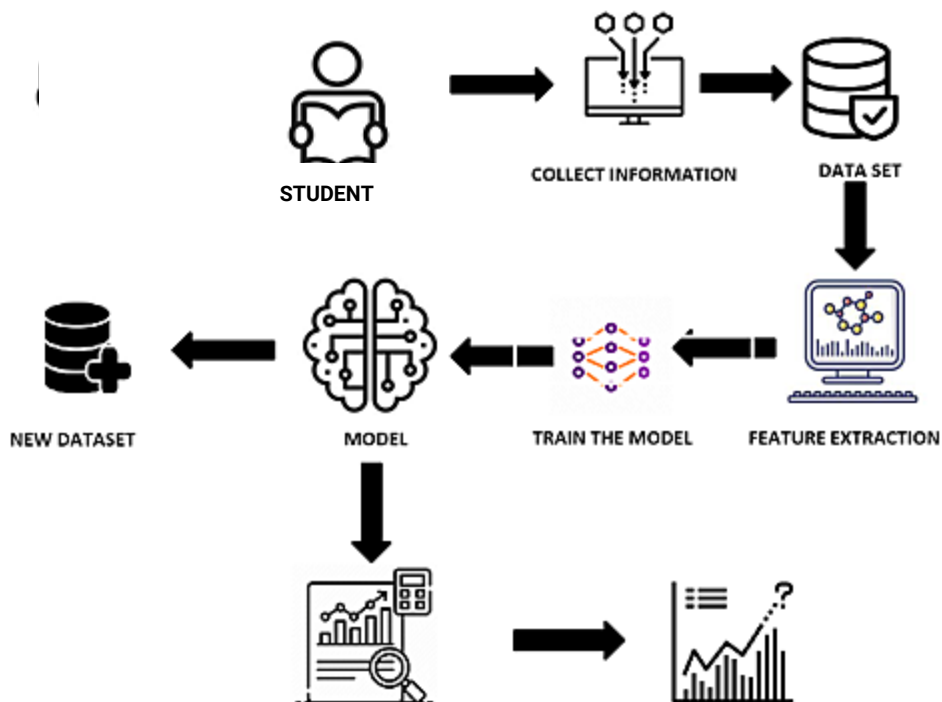 STUDENT
COLLECT INFORMATION
DATA SET
NEW DATASET
MODEL
TRAIN THE MODEL
FEATURE EXTRACTION
?